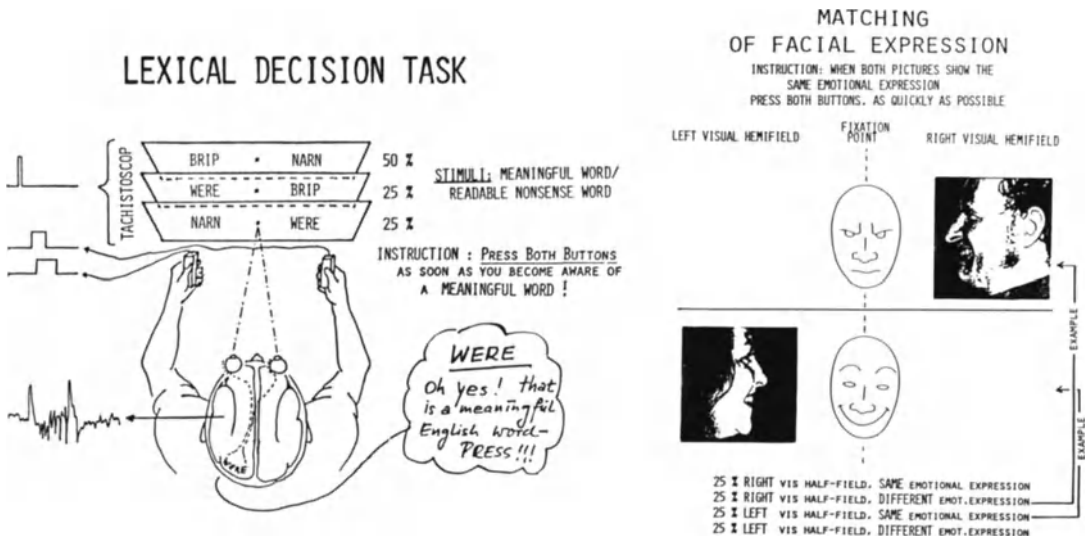 LEXICAL DECISION TASK
TACHISTOSCOP
BRIP NARN 50 %
WERE BRIP 25 %
NARN WERE 25 %
STIMULI: MEANINGFUL WORD/
READABLE NONSENSE WORD
INSTRUCTION : PRESS BOTH BUTTONS
AS SOON AS YOU BECOME AWARE OF
A MEANINGFUL WORD !
WERE
Oh yes! that
is a meaningful
English word-
PRESS!!!
WERE
MATCHING
OF FACIAL EXPRESSION
INSTRUCTION: WHEN BOTH PICTURES SHOW THE
SAME EMOTIONAL EXPRESSION
PRESS BOTH BUTTONS, AS QUICKLY AS POSSIBLE
LEFT VISUAL HEMIFIELD
FIXATION
POINT
RIGHT VISUAL HEMIFIELD
EXAMPLE
EXAMPLE
25 % RIGHT VIS HALF-FIELD, SAME EMOTIONAL EXPRESSION
25 % RIGHT VIS HALF-FIELD, DIFFERENT EMOT.EXPRESSION
25 % LEFT VIS HALF-FIELD, SAME EMOTIONAL EXPRESSION
25 % LEFT VIS HALF-FIELD, DIFFERENT EMOT.EXPRESSION